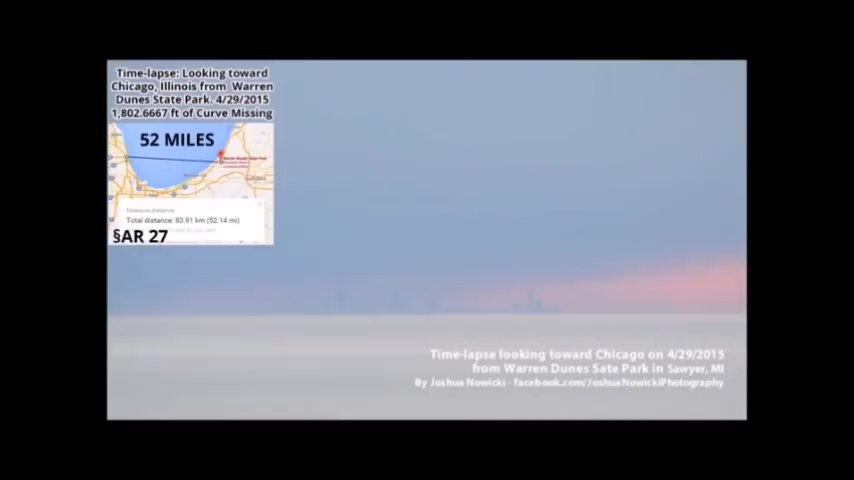 Time-lapse: Looking toward
Chicago, Illinois from Warren
Dunes State Park. 4/29/2015
1,802.6667 ft of Curve Missing
52 MILES
Measure distance
Total distance: 83.91 km (52.14 mi)
§AR 27
Time-lapse looking toward Chicago on 4/29/2015
from Warren Dunes Sate Park in Sawyer, MI
By Joshua Nowicki - facebook.com/JoshuaNowickiPhotography